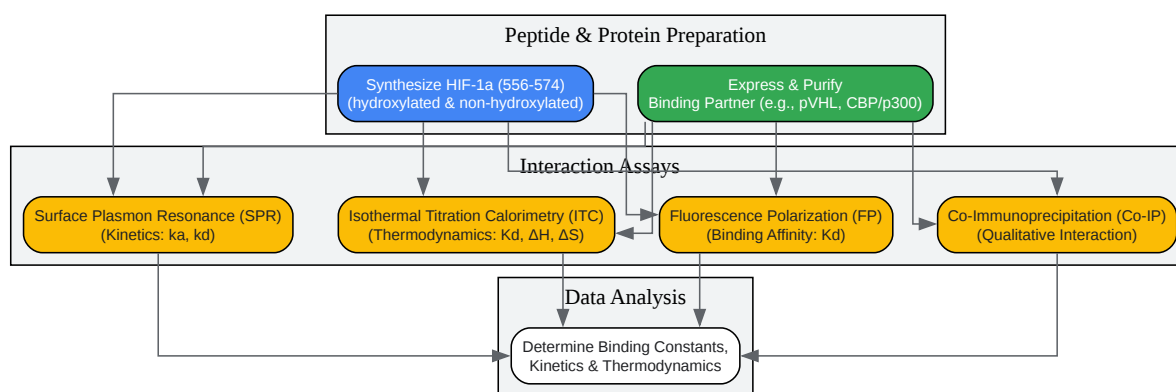 Peptide & Protein Preparation
Synthesize HIF-1a (556-574)
(hydroxylated & non-hydroxylated)
Express & Purify
Binding Partner (e.g., pVHL, CBP/p300)
Interaction Assays
Surface Plasmon Resonance (SPR)
(Kinetics: ka, kd)
Isothermal Titration Calorimetry (ITC)
(Thermodynamics: Kd, ΔH, ΔS)
Fluorescence Polarization (FP)
(Binding Affinity: Kd)
Co-Immunoprecipitation (Co-IP)
(Qualitative Interaction)
Data Analysis
Determine Binding Constants,
Kinetics & Thermodynamics